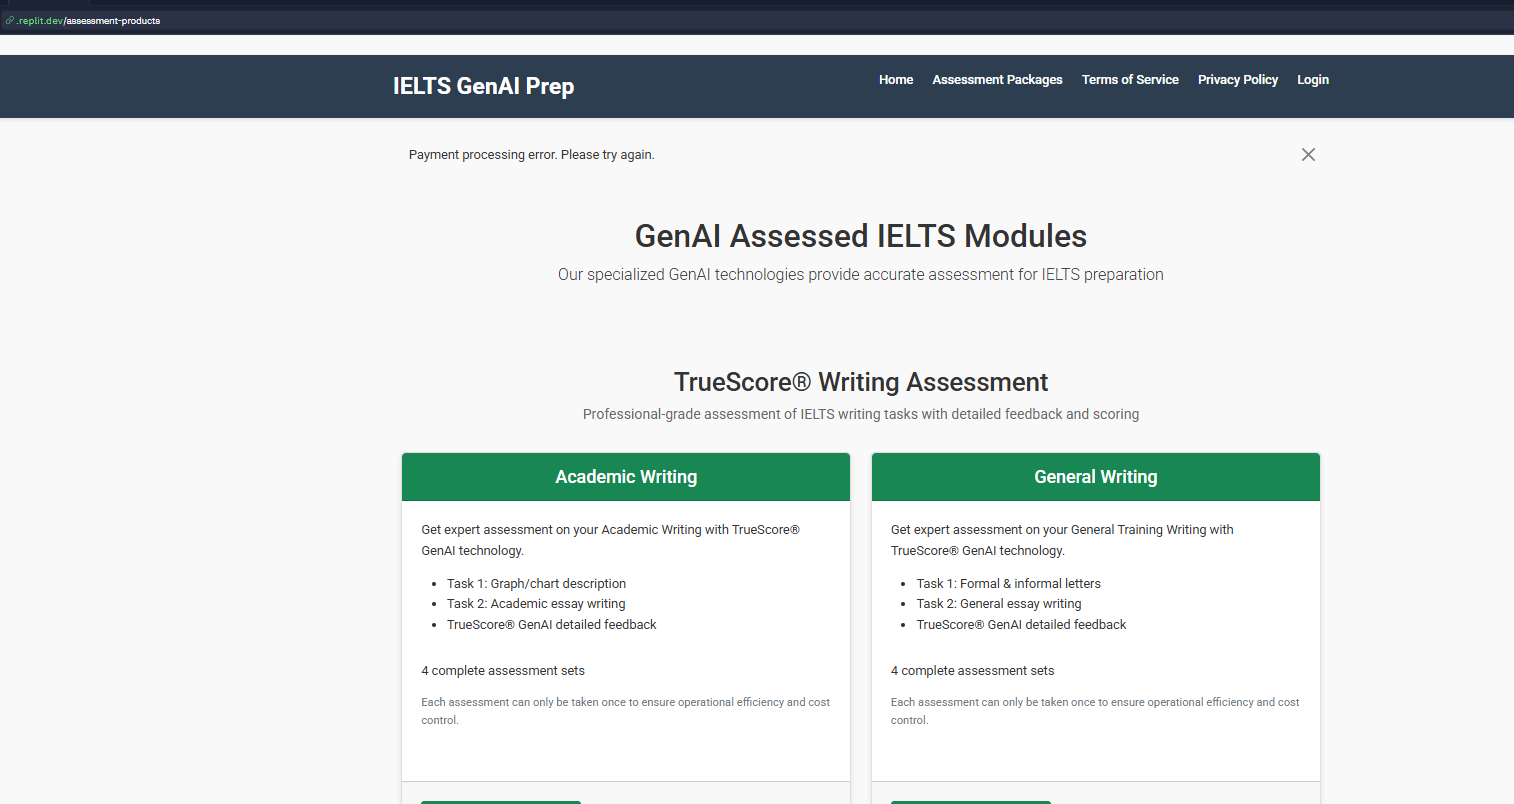 .replit.dev/assessment-products
IELTS GenAI Prep
Home Assessment Packages Terms of Service Privacy Policy Login
Payment processing error. Please try again.
GenAI Assessed IELTS Modules
Our specialized GenAI technologies provide accurate assessment for IELTS preparation
TrueScore® Writing Assessment
Professional-grade assessment of IELTS writing tasks with detailed feedback and scoring
Academic Writing
Get expert assessment on your Academic Writing with TrueScore®
GenAI technology.
• Task 1: Graph/chart description
• Task 2: Academic essay writing
• TrueScore® GenAI detailed feedback
4 complete assessment sets
Each assessment can only be taken once to ensure operational efficiency and cost
control.
General Writing
Get expert assessment on your General Training Writing with
TrueScore® GenAI technology.
• Task 1: Formal & informal letters
• Task 2: General essay writing
• TrueScore® GenAI detailed feedback
4 complete assessment sets
Each assessment can only be taken once to ensure operational efficiency and cost
control.